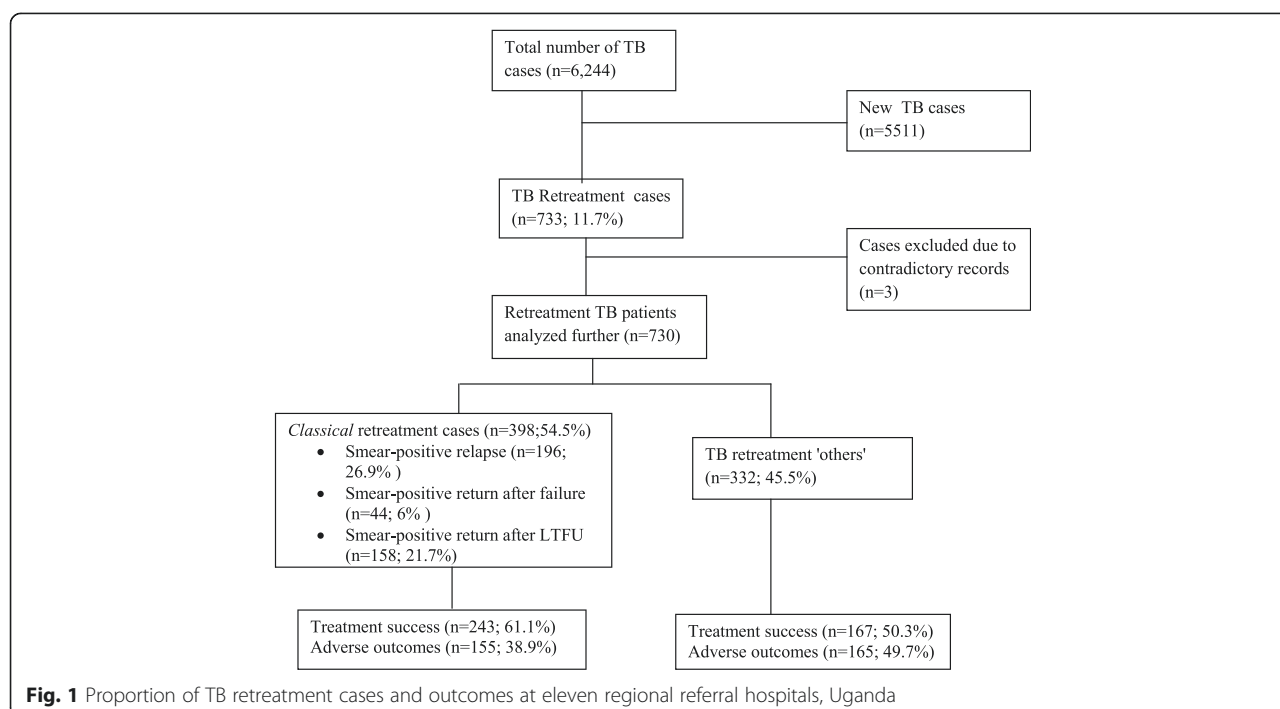 Total number of TB
cases (n=6,244)
New TB cases
(n=5511)
TB Retreatment cases
(n=733; 11.7%)
Cases excluded due to
contradictory records
(n=3)
Retreatment TB patients
analyzed further (n=730)
Classical retreatment cases (n=398;54.5%)
• Smear-positive relapse (n=196;
26.9% )
• Smear-positive return after failure
(n=44; 6% )
• Smear-positive return after LTFU
(n=158; 21.7%)
TB retreatment 'others'
(n=332; 45.5%)
Treatment success (n=243; 61.1%)
Adverse outcomes (n=155; 38.9%)
Treatment success (n=167; 50.3%)
Adverse outcomes (n=165; 49.7%)
Fig. 1 Proportion of TB retreatment cases and outcomes at eleven regional referral hospitals, Uganda